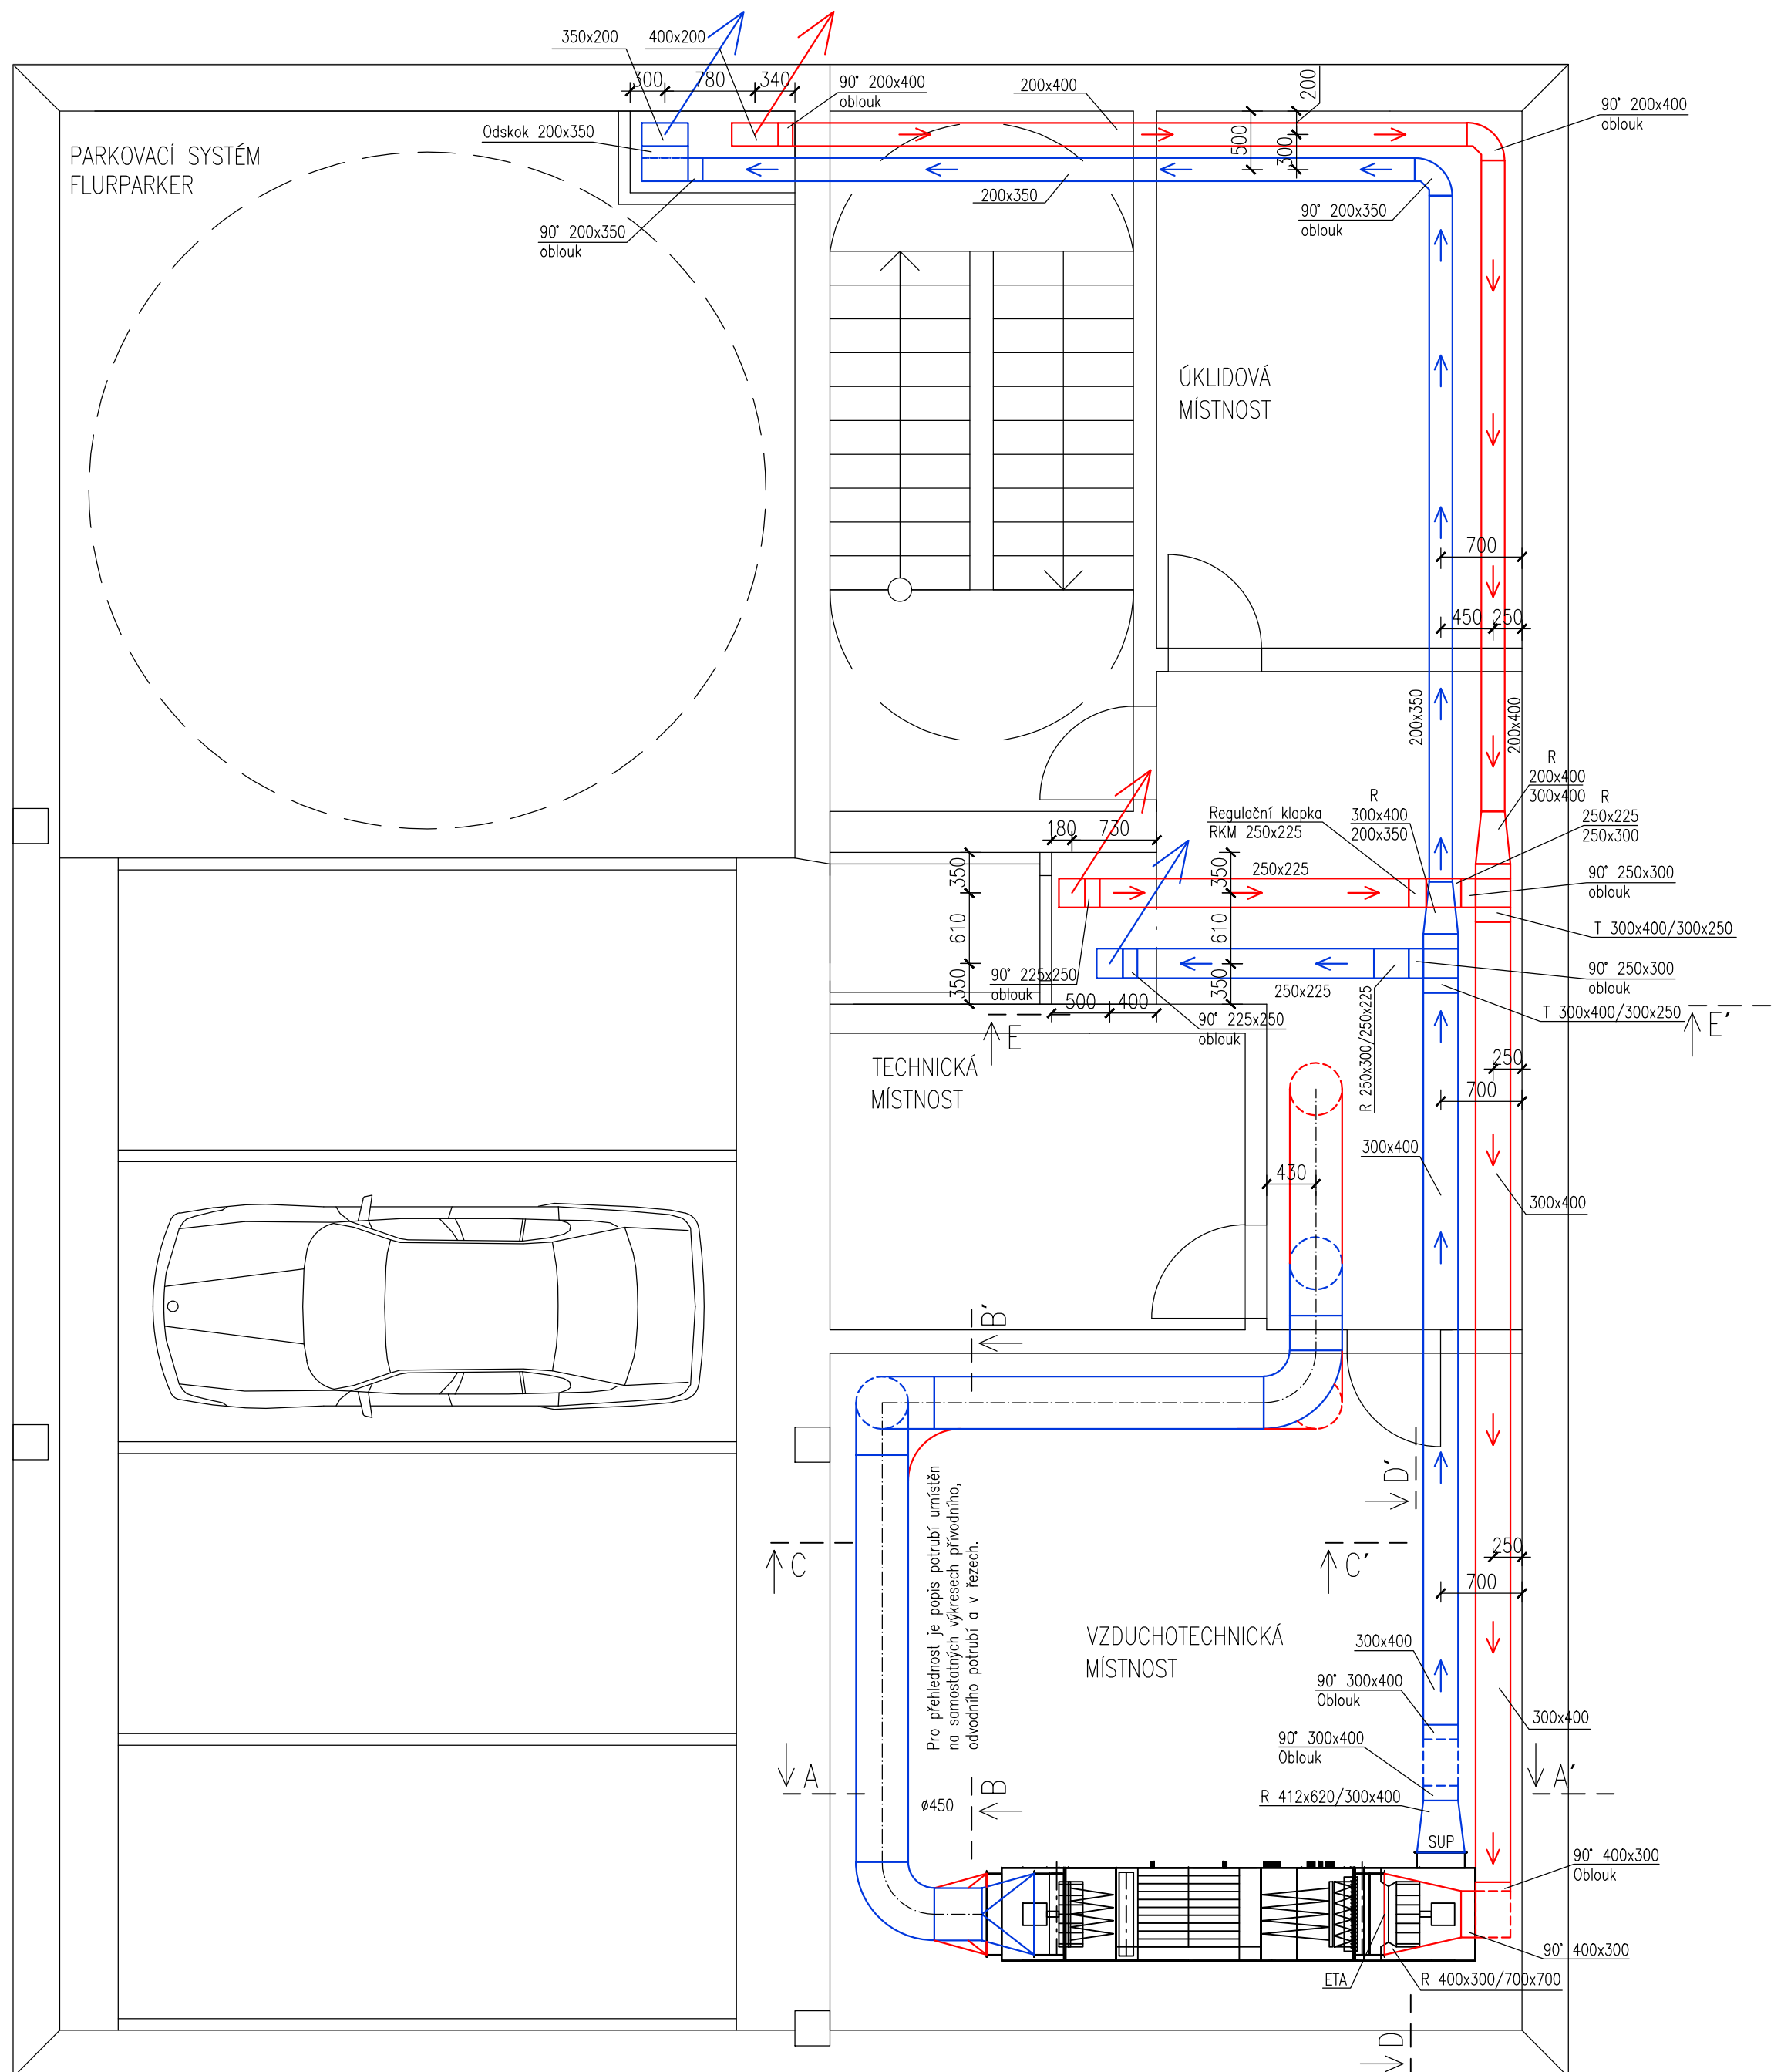 350x200
400x200
300
780
340
90° 200x400
oblouk
200x400
200
90° 200x400
oblouk
Odskok 200x350
PARKOVACÍ SYSTÉM
FLURPARKER
500
300
200x350
90° 200x350
oblouk
90° 200x350
oblouk
ÚKLIDOVÁ
MÍSTNOST
700
450
250
200x350
200x400
R
200x400
300x400
R
250x225
250x300
R
300x400
200x350
Regulační klapka
RKM 250x225
180
730
350
610
350
250x225
350
610
350
90° 250x300
oblouk
T 300x400/300x250
90° 250x300
oblouk
T 300x400/300x250
90° 225x250
oblouk
500
400
250x225
90° 225x250
oblouk
R 250x300/250x225
E
E'
TECHNICKÁ
MÍSTNOST
250
700
300x400
300x400
430
B'
D'
C
C'
250
700
Pro přehlednost je popis potrubí umístěn
na samostatných výkresech přívodního,
odvodního potrubí a v řezech.
VZDUCHOTECHNICKÁ
MÍSTNOST
300x400
90° 300x400
Oblouk
300x400
90° 300x400
Oblouk
A
A'
B
ø450
R 412x620/300x400
SUP
90° 400x300
Oblouk
90° 400x300
ETA
R 400x300/700x700
D